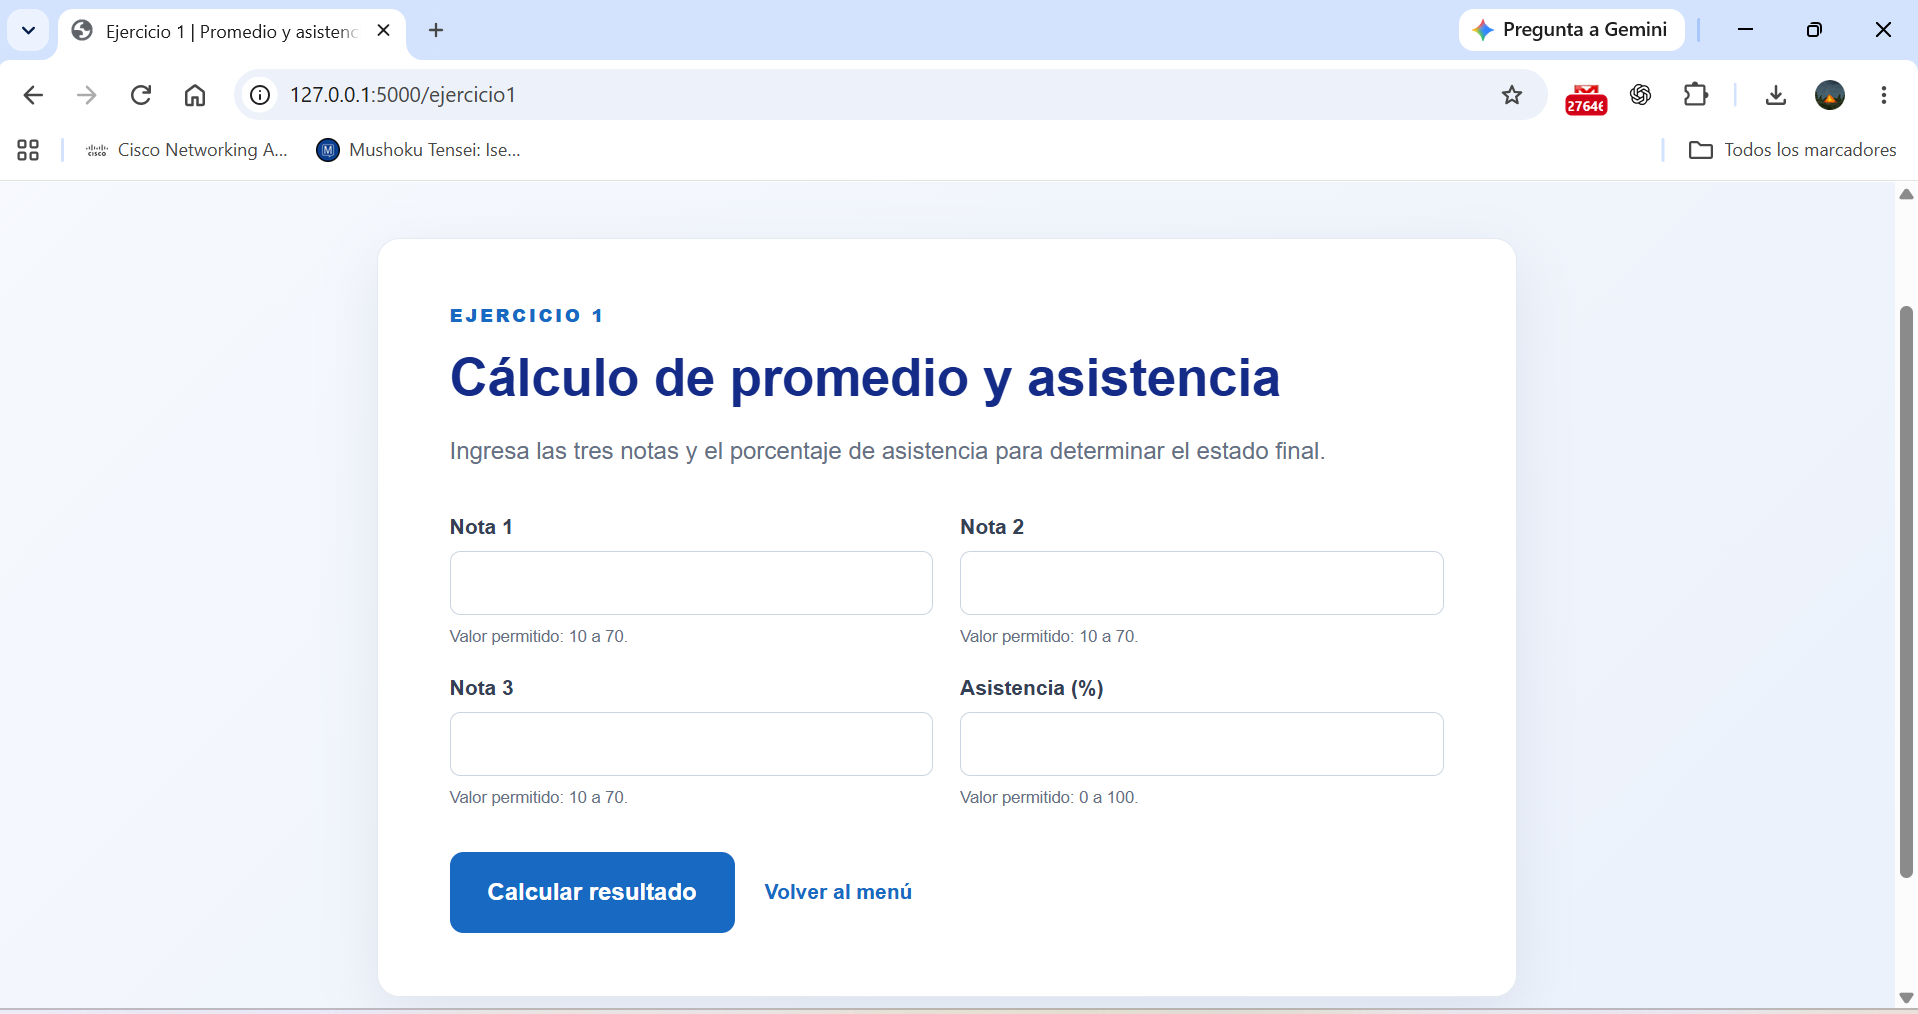 Ejercicio 1 | Promedio y asistenc
Pregunta a Gemini
127.0.0.1:5000/ejercicio1
27646
Cisco Networking A...
Mushoku Tensei: Ise...
Todos los marcadores
EJERCICIO 1
Cálculo de promedio y asistencia
Ingresa las tres notas y el porcentaje de asistencia para determinar el estado final.
Nota 1
Nota 2
Valor permitido: 10 a 70.
Valor permitido: 10 a 70.
Nota 3
Asistencia (%)
Valor permitido: 10 a 70.
Valor permitido: 0 a 100.
Calcular resultado
Volver al menú